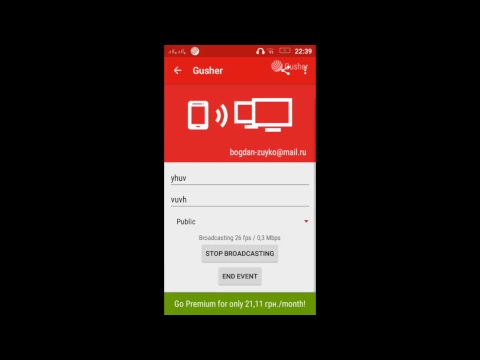 22:39
Gusher
Gusher
bogdan-zuyko@mail.ru
yhuv
vuvh
Public
Broadcasting 26 fps / 0,3 Mbps
STOP BROADCASTING
END EVENT
Go Premium for only 21,11 грн./month!